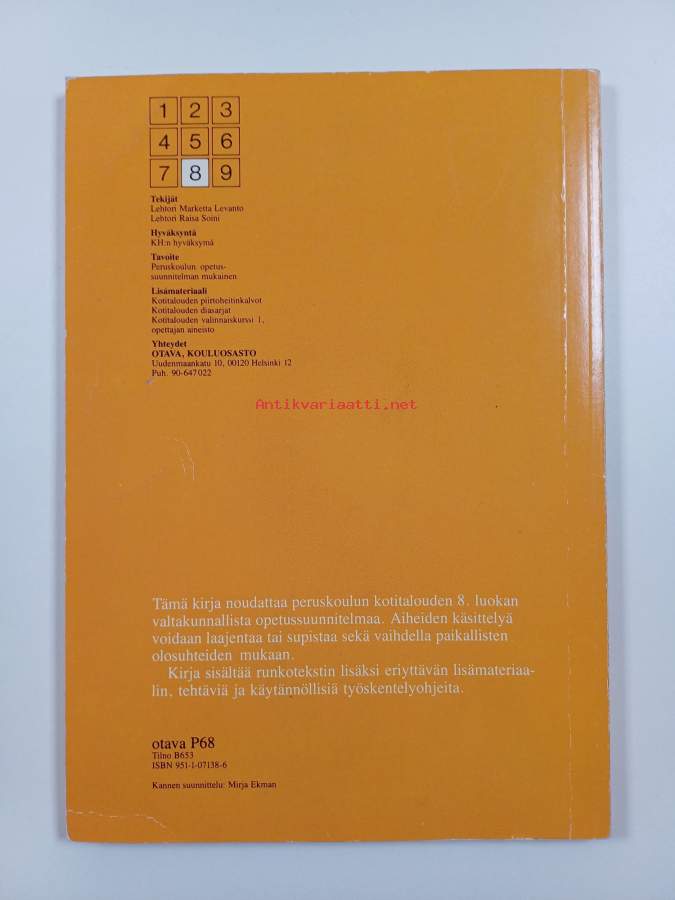 1 2 3
4 5 6
7 8 9
Tekijät
Lehtori Marketta Levanto
Lehtori Raisa Soini
Hyväksyntä
KH:n hyväksymä
Tavoite
Peruskoulun opetus-
suunnitelman mukainen
Lisämateriaali
Kotitalouden piirtoheitinkalvot
Kotitalouden diasarjat
Kotitalouden valinnaiskurssi 1,
opettajan aineisto
Yhteydet
OTAVA, KOULUOSASTO
Uudenmaankatu 10, 00120 Helsinki 12
Puh. 90-647022
Antikvariaatti.net
Tämä kirja noudattaa peruskoulun kotitalouden 8. luokan
valtakunnallista opetussuunnitelmaa. Aiheiden käsittelyä
voidaan laajentaa tai supistaa sekä vaihdella paikallisten
olosuhteiden mukaan.
Kirja sisältää runkotekstin lisäksi eriyttävän lisämateriaa-
lin, tehtäviä ja käytännöllisiä työskentelyohjeita.
otava P68
Tilno B653
ISBN 951-1-07138-6
Kannen suunnittelu: Mirja Ekman